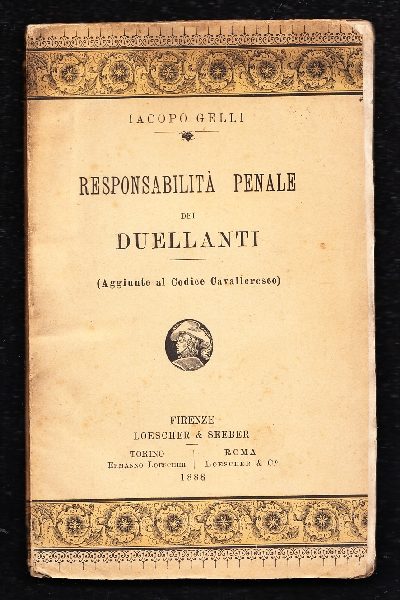 IACOPO GELLI
RESPONSABILITÀ PENALE
DEI
DUELLANTI
(Aggiunte al Codice Cavalleresco)
FIRENZE
LOESCHER & SEEBER
TORINO | ROMA
ERMANNO LOESCHER | LOESCHER & Cº
1888